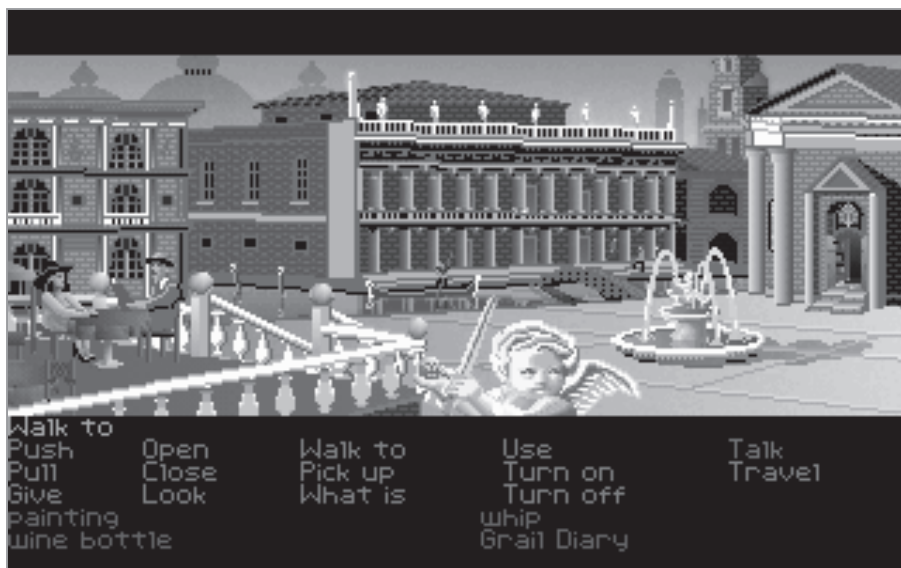 Walk to
Push Open Walk to Use Talk
Pull Close Pick up Turn on Travel
Give Look What is Turn off
painting whip
wine bottle Grail Diary